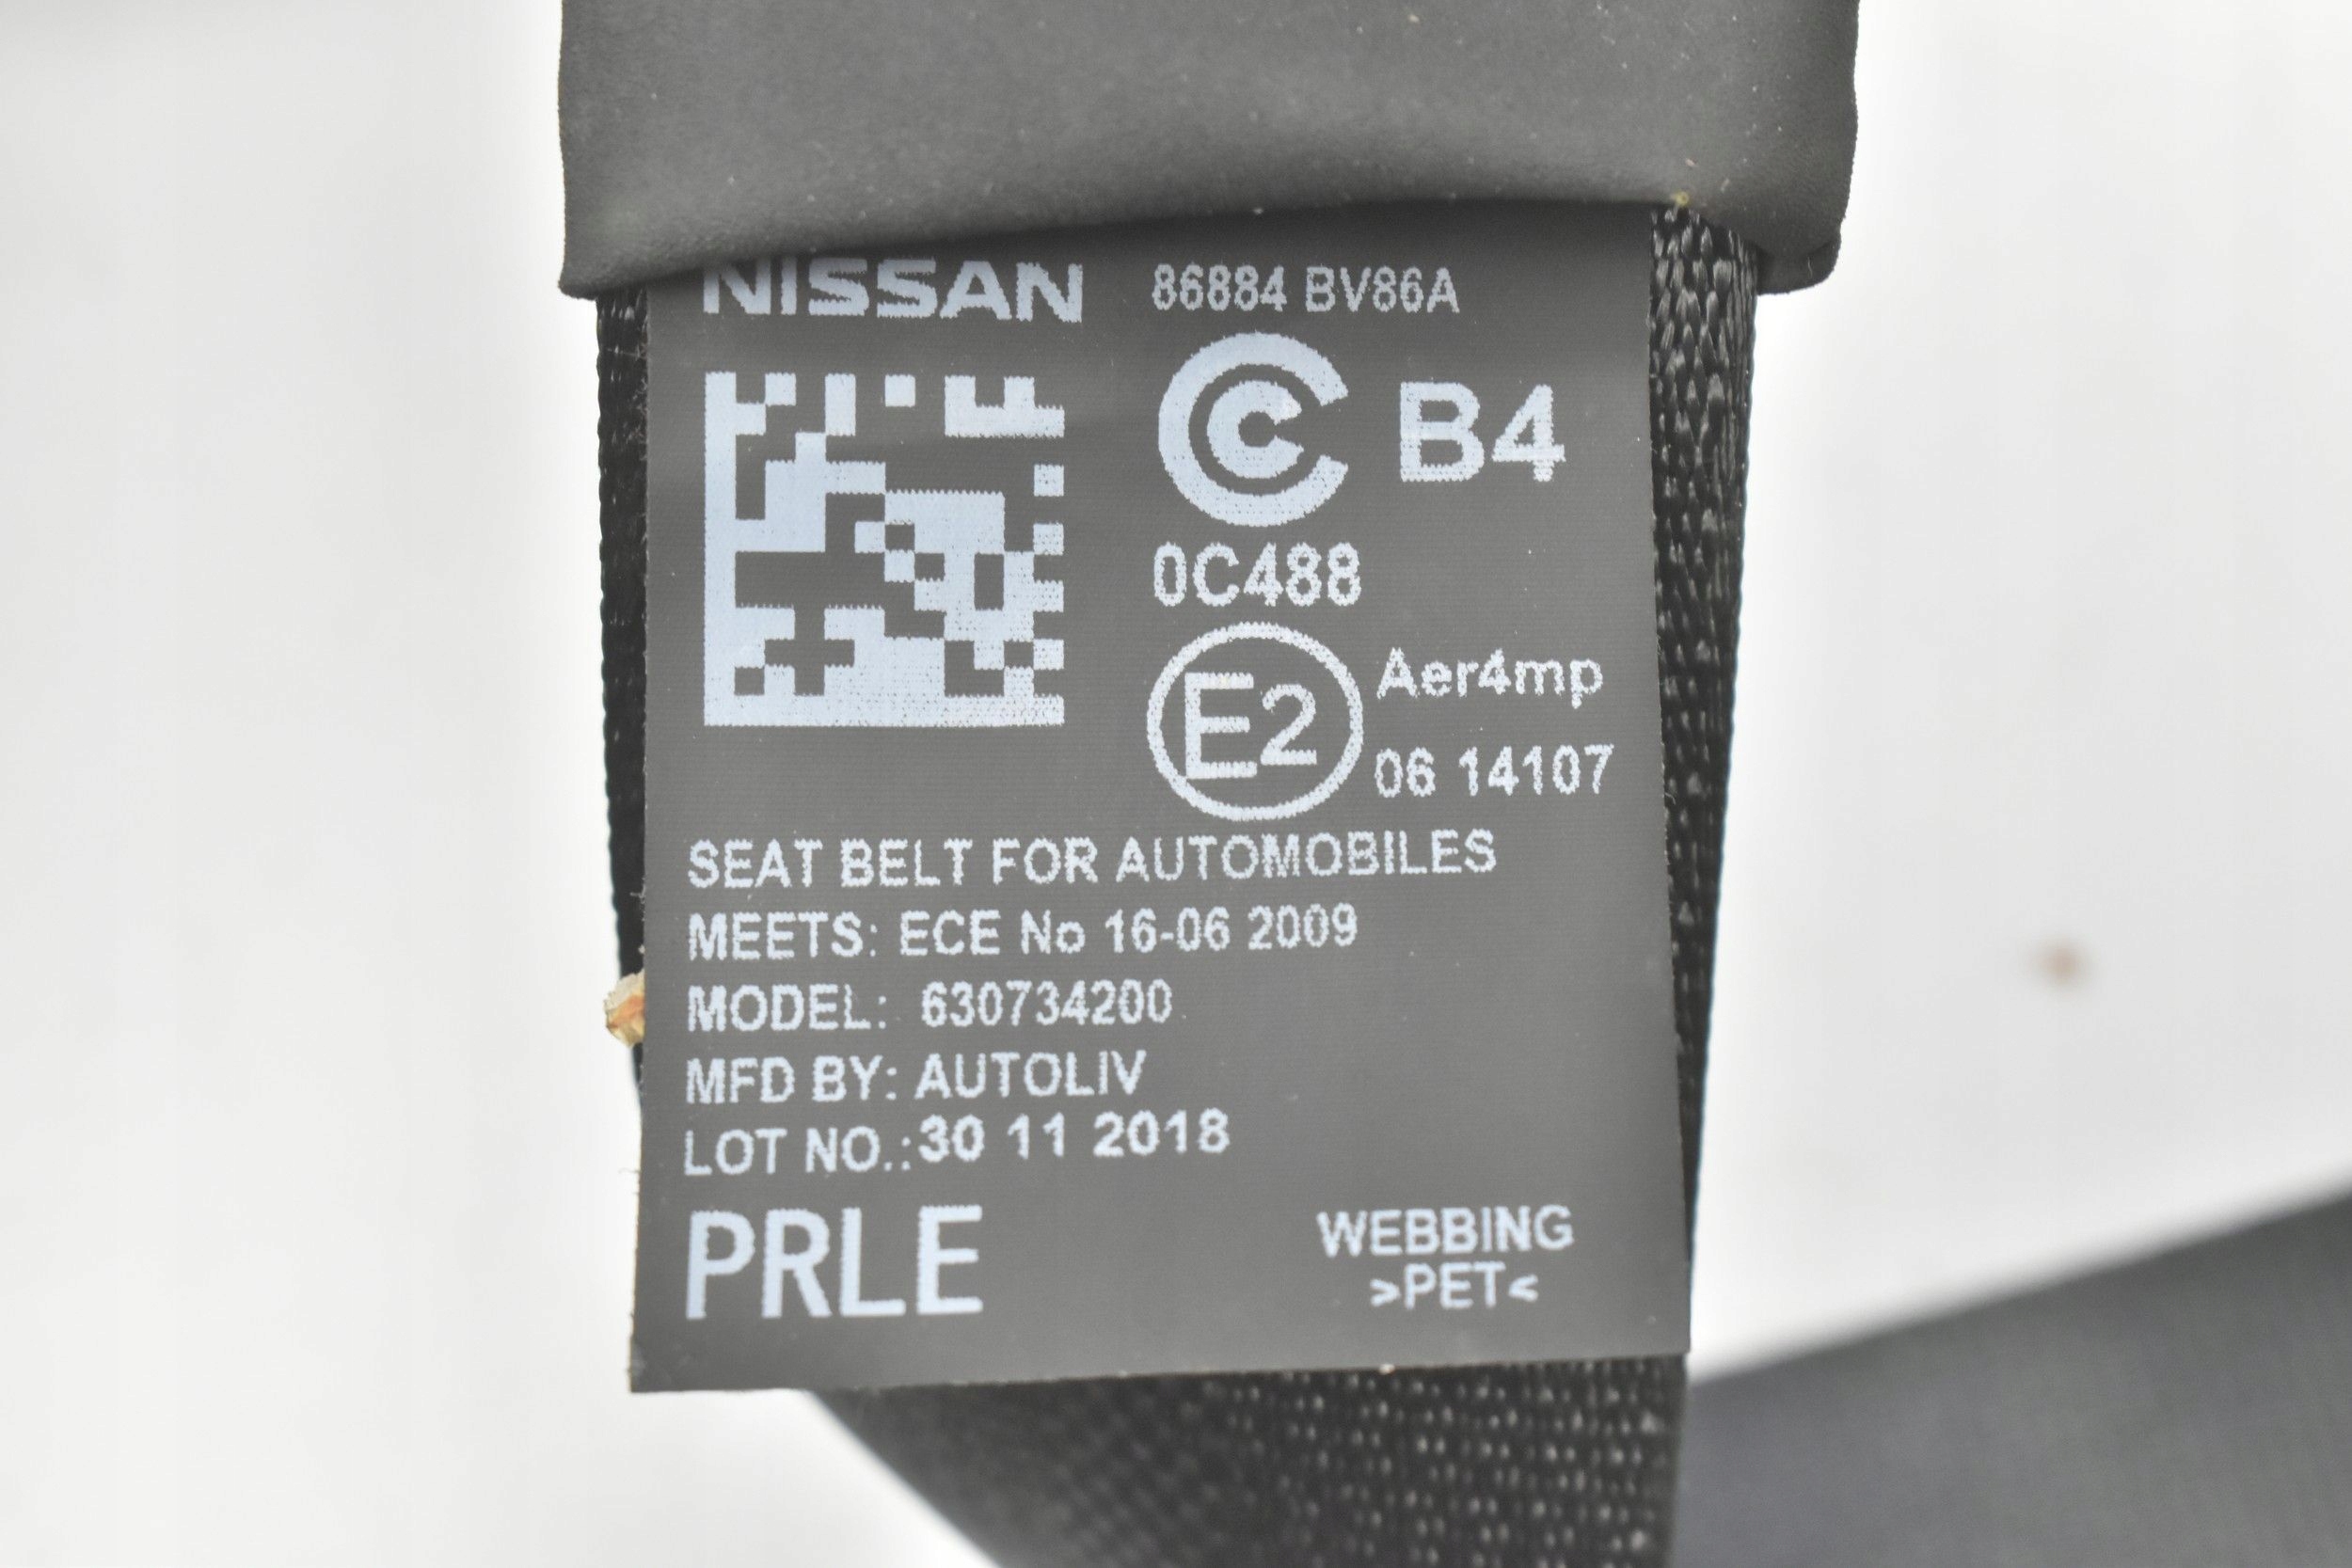 NISSAN 86884 BV86A
C B4
0C488
E2 Aer4mp
06 14107
SEAT BELT FOR AUTOMOBILES
MEETS: ECE No 16-06 2009
MODEL: 630734200
MFD BY: AUTOLIV
LOT NO.:30 11 2018
PRLE
WEBBING
>PET<